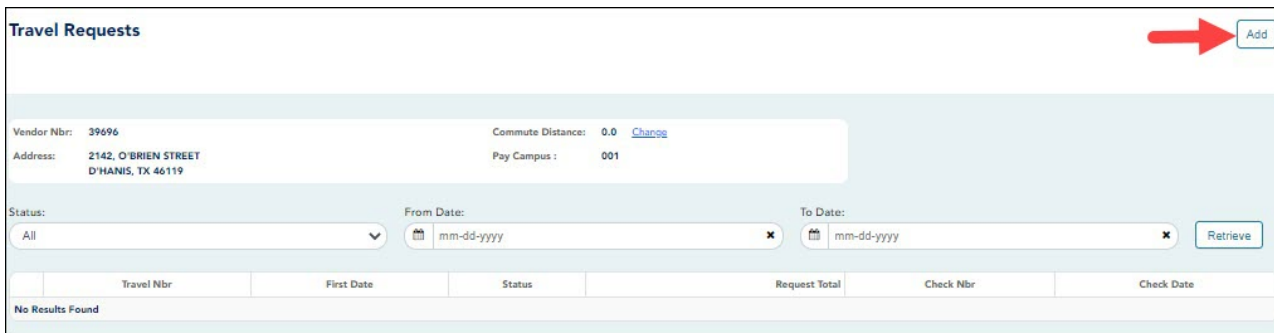 Travel Requests
Add
Vendor Nbr: 39696 Commute Distance: 0.0 Change
Address: 2142, O'BRIEN STREET Pay Campus : 001
D'HANIS, TX 46119
Status: From Date: To Date:
All mm-dd-yyyy mm-dd-yyyy Retrieve
Travel Nbr First Date Status Request Total Check Nbr Check Date
No Results Found